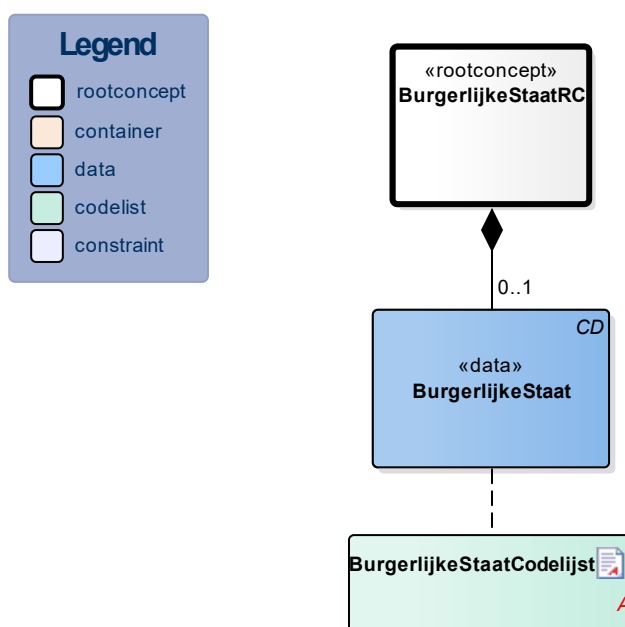 Legend
rootconcept
container
data
codelist
constraint
«rootconcept»
BurgerlijkeStaatRC
0..1
CD
«data»
BurgerlijkeStaat
BurgerlijkeStaatCodelijst